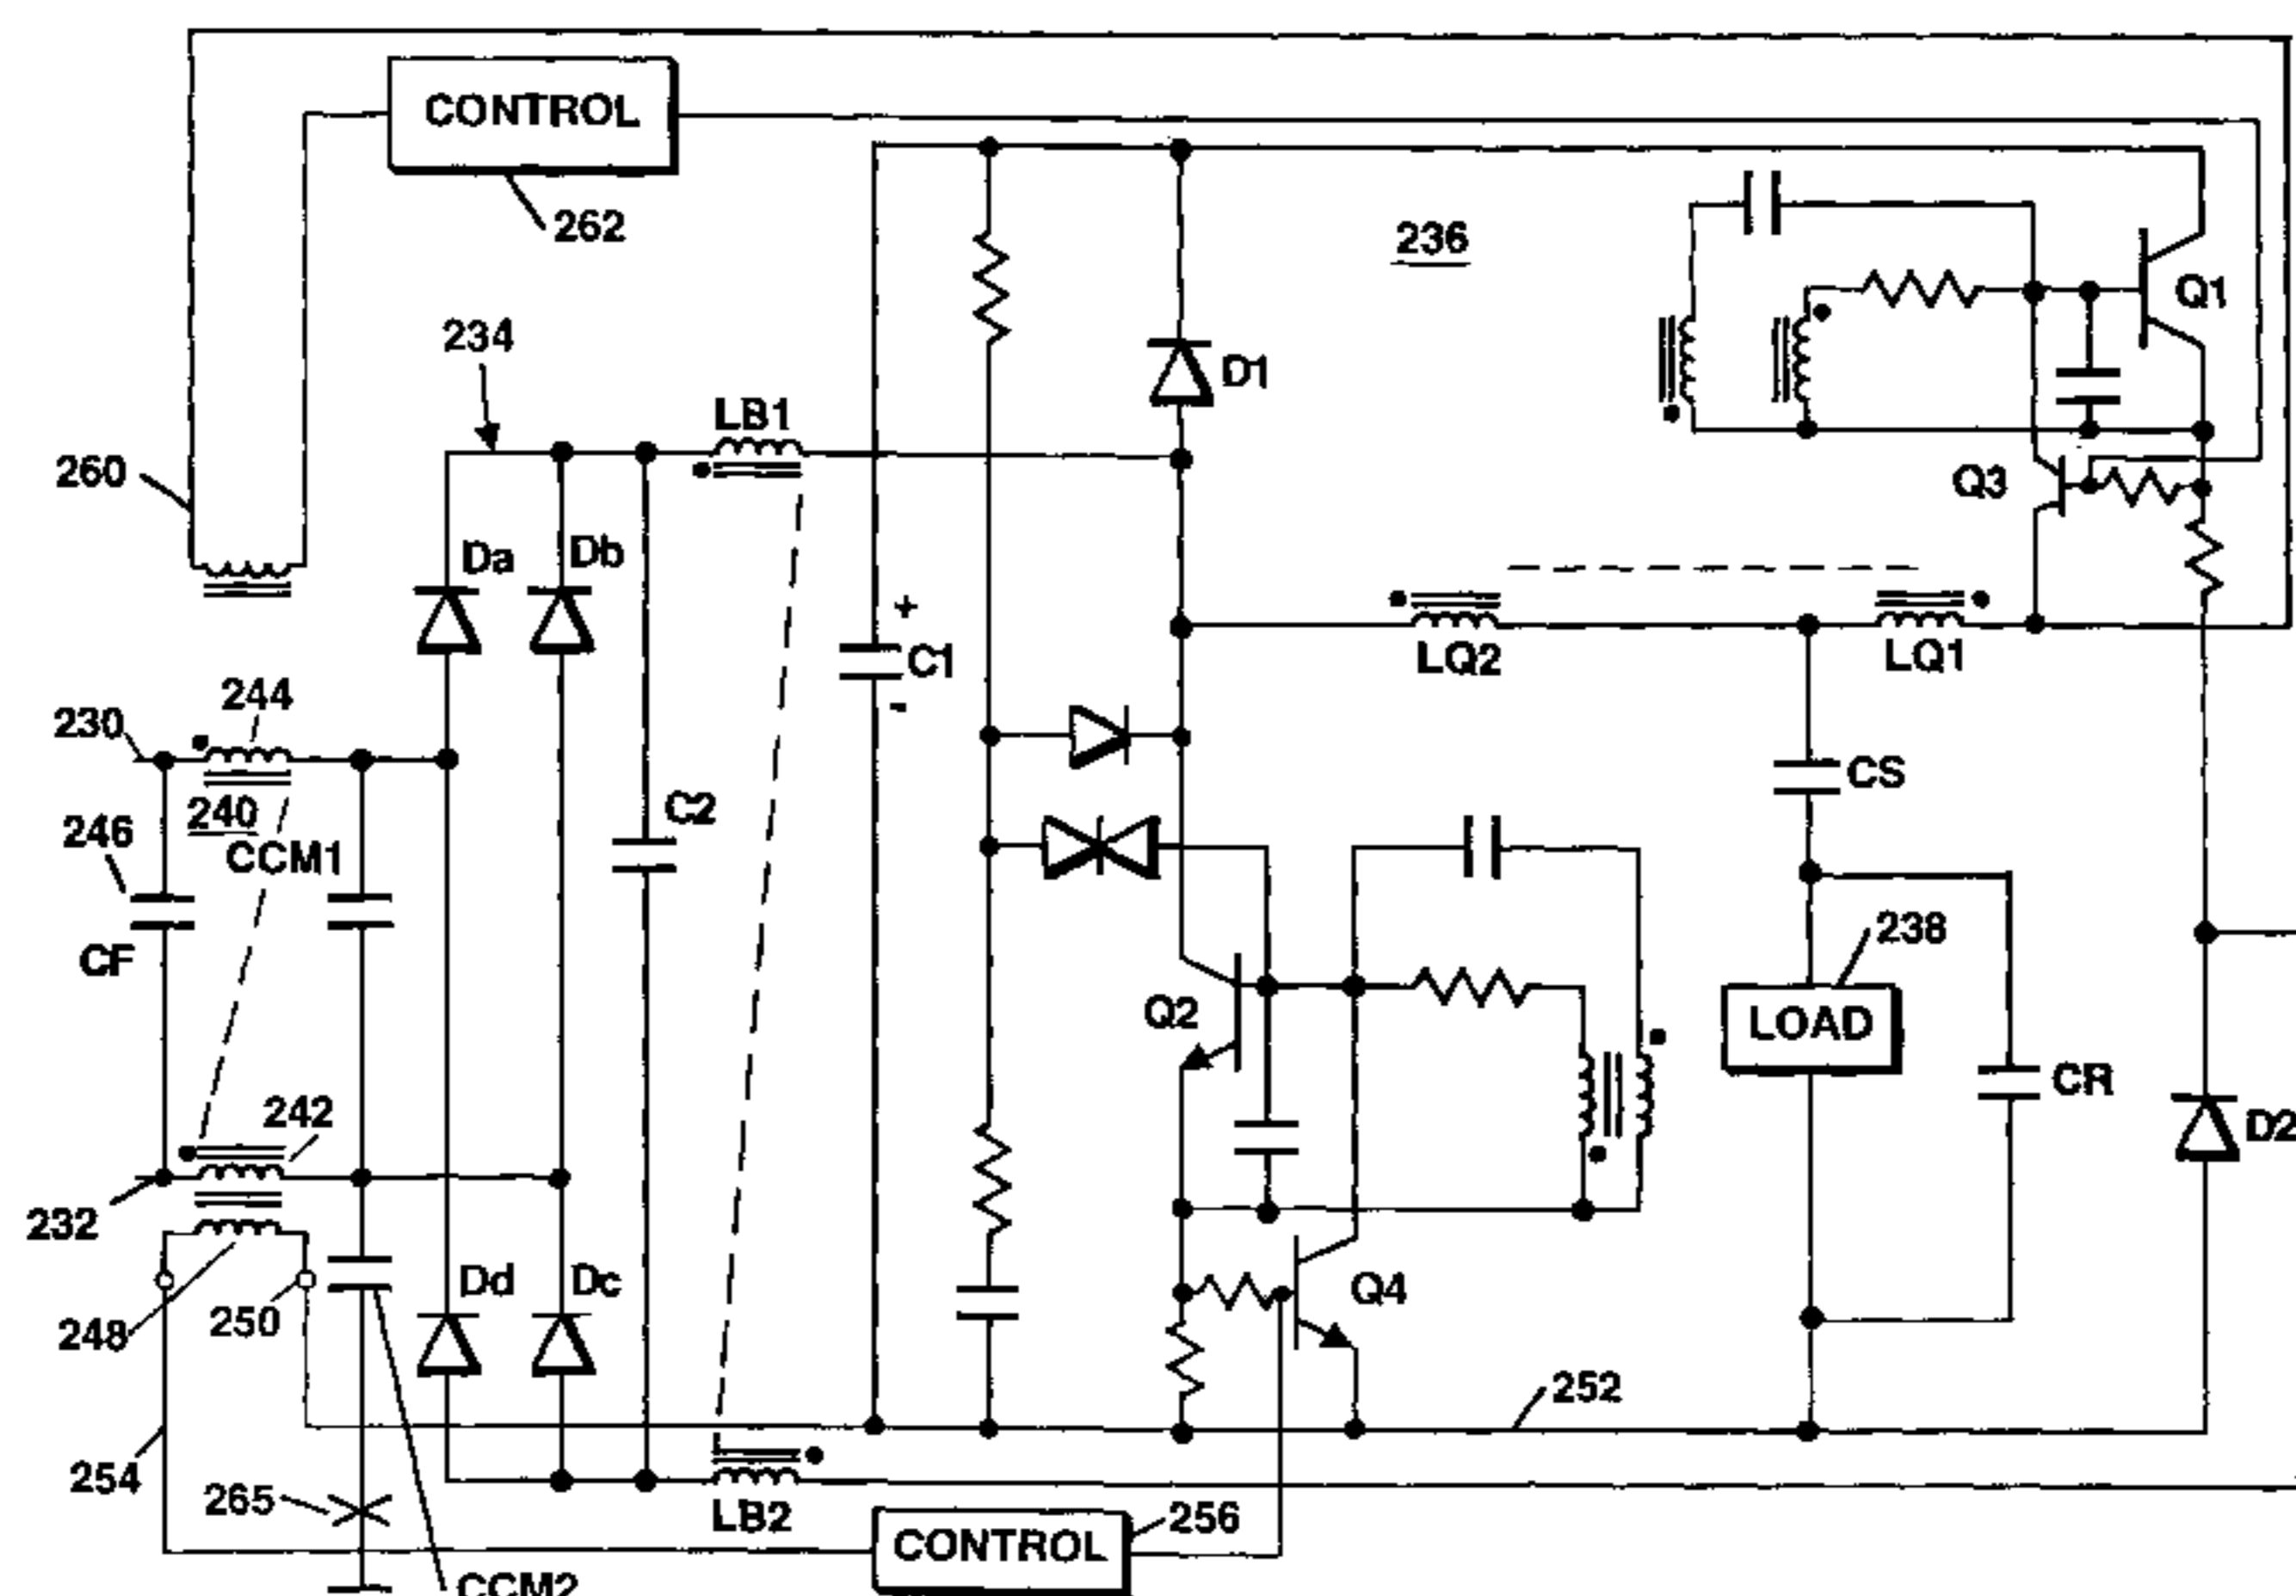 CONTROL
262
236
Q1
234
D1
LB1
260
Q3
Da
Db
+
C1
-
LQ2
LQ1
244
230
240
C2
CS
246
CCM1
CF
238
Q2
LOAD
CR
242
D2
232
Dd
Dc
Q4
248
250
252
254
265
LB2
256
CONTROL
CCM2